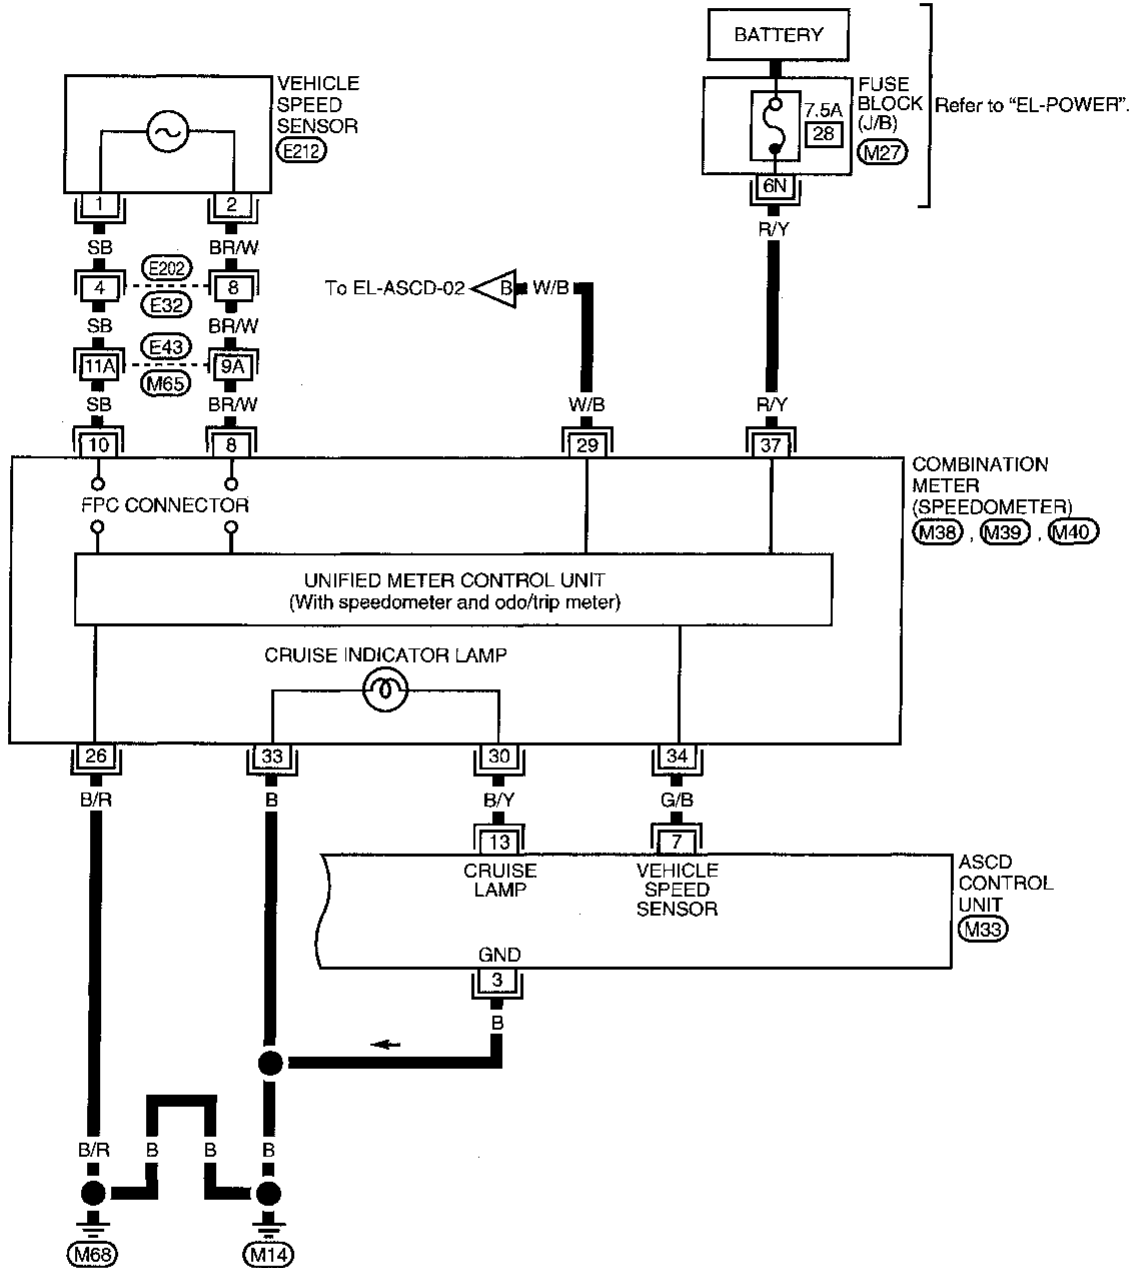 BATTERY
VEHICLE
SPEED
SENSOR
E212
1
2
7.5A
28
FUSE
BLOCK
(J/B)
M27
Refer to “EL-POWER”.
6N
R/Y
SB
BR/W
4
E202
E32
8
To EL-ASCD-02
B
W/B
SB
BR/W
11A
E43
M65
9A
SB
BR/W
W/B
R/Y
10
8
29
37
COMBINATION
METER
(SPEEDOMETER)
M38 , M39 , M40
FPC CONNECTOR
UNIFIED METER CONTROL UNIT
(With speedometer and odo/trip meter)
CRUISE INDICATOR LAMP
26
33
30
34
B/R
B
B/Y
G/B
13
7
CRUISE
LAMP
VEHICLE
SPEED
SENSOR
ASCD
CONTROL
UNIT
M33
GND
3
B
B/R
B
B
B
M68
M14